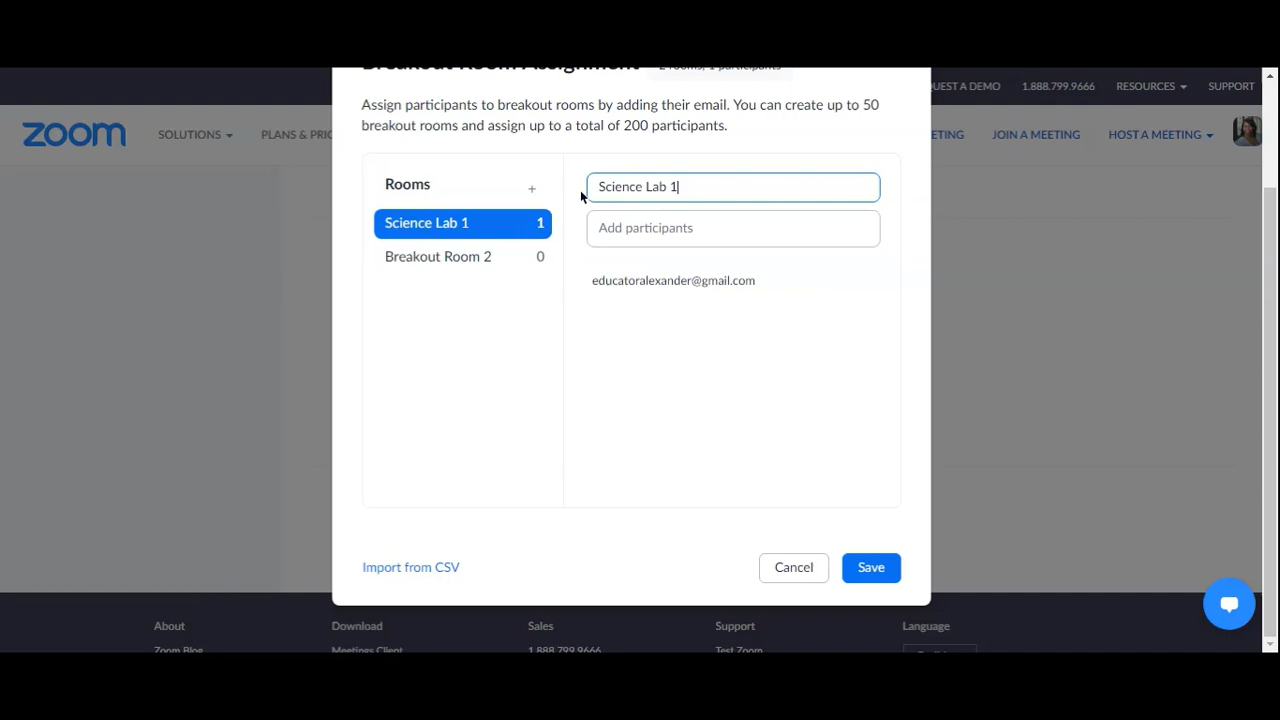 Breakout Room Assignment 2 rooms, 1 participants
QUEST A DEMO 1.888.799.9666 RESOURCES SUPPORT
Assign participants to breakout rooms by adding their email. You can create up to 50
breakout rooms and assign up to a total of 200 participants.
zoom SOLUTIONS PLANS & PRIC ETING JOIN A MEETING HOST A MEETING
Rooms +
Science Lab 1
Science Lab 1 1
Add participants
Breakout Room 2 0
educatoralexander@gmail.com
Import from CSV Cancel Save
About Download Sales Support Language
Zoom Blog Meetings Client 1.888.799.9666 Test Zoom